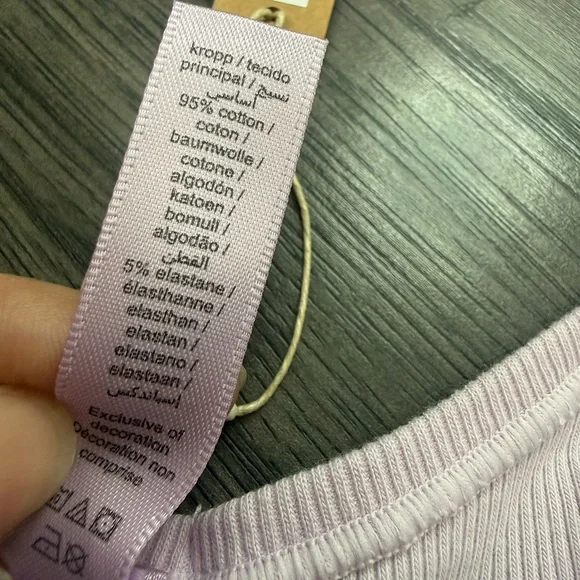 kropp / tecido
principal / نسيج
أساسي
95% cotton /
coton /
baumwolle /
cotone /
algodón /
katoen /
bomull /
algodão /
القطن
5% elastane /
élasthanne /
elasthan /
elastan /
elastano /
elastaan /
إسباندكس
Exclusive of
decoration
Décoration non
comprise